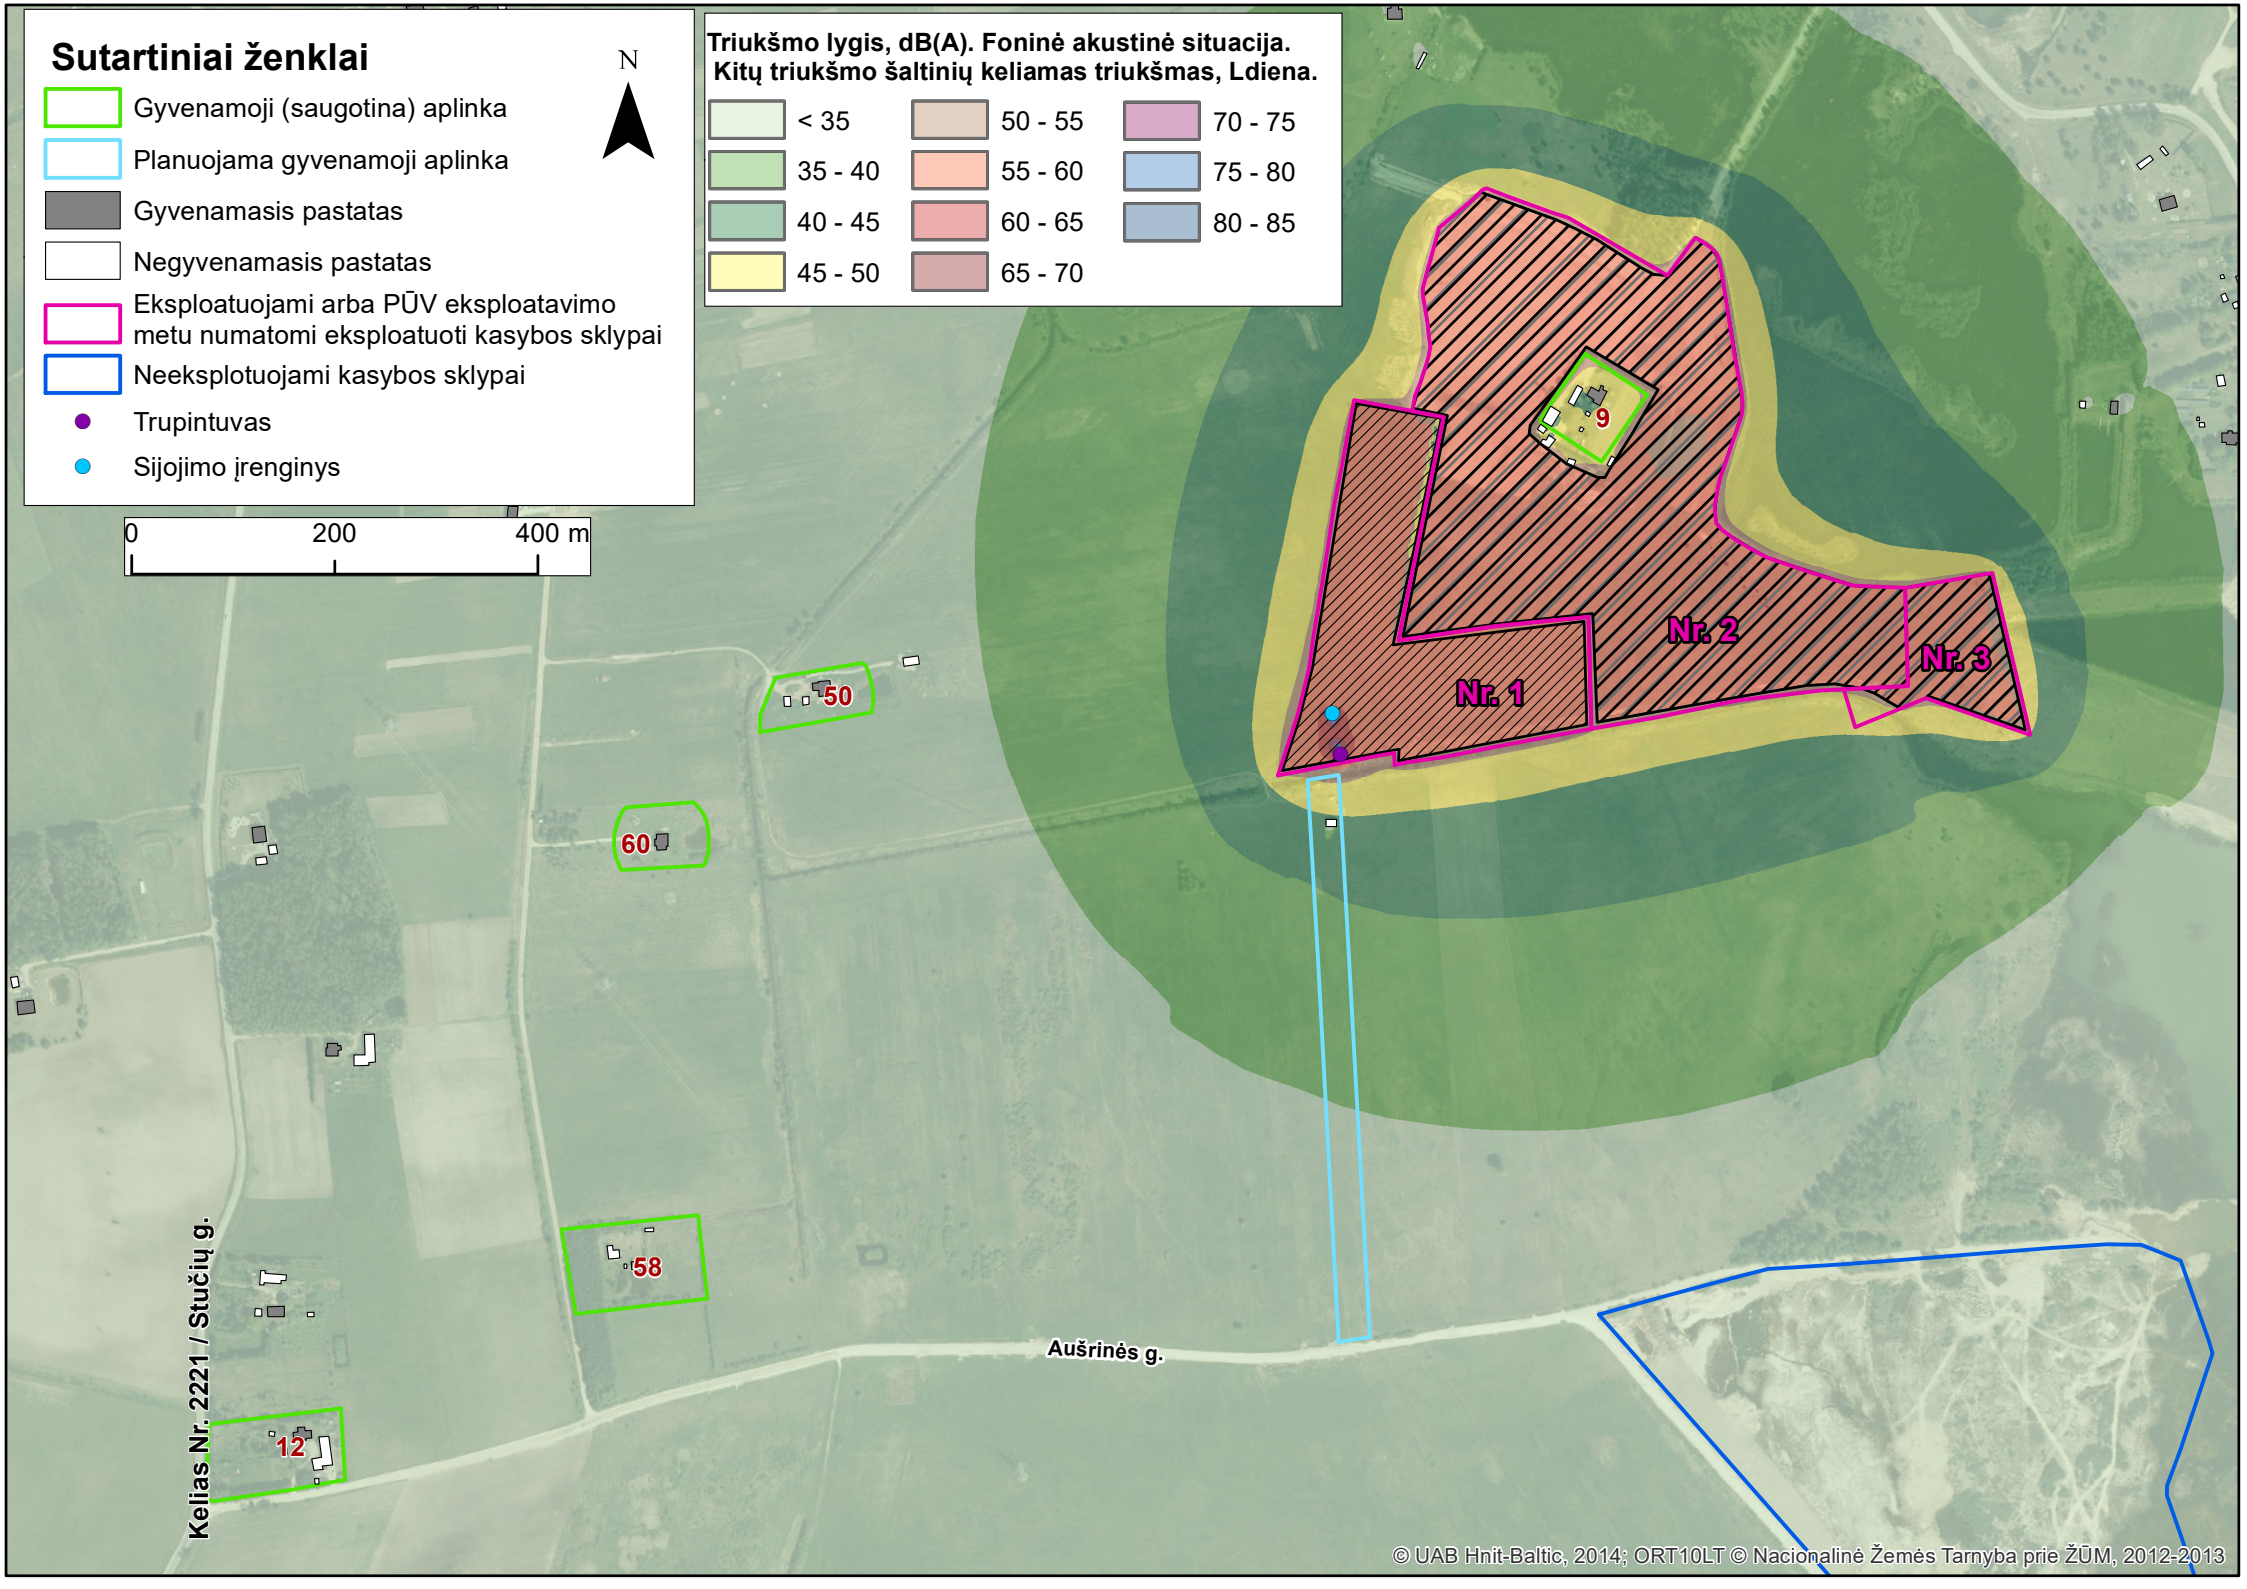 Sutartiniai ženklai
N
Gyvenamoji (saugotina) aplinka
Planuojama gyvenamoji aplinka
Gyvenamasis pastatas
Negyvenamasis pastatas
Eksploatuojami arba PŪV eksploatavimo
metu numatomi eksploatuoti kasybos sklypai
Neeksplotuojami kasybos sklypai
Trupintuvas
Sijojimo įrenginys
0 200 400 m
Triukšmo lygis, dB(A). Foninė akustinė situacija.
Kitų triukšmo šaltinių keliamas triukšmas, Ldiena.
< 35
35 - 40
40 - 45
45 - 50
50 - 55
55 - 60
60 - 65
65 - 70
70 - 75
75 - 80
80 - 85
9
Nr. 2
Nr. 3
Nr. 1
50
60
58
12
Kelias Nr. 2221 / Stučių g.
Aušrinės g.
© UAB Hnit-Baltic, 2014; ORT10LT © Nacionalinė Žemės Tarnyba prie ŽŪM, 2012-2013